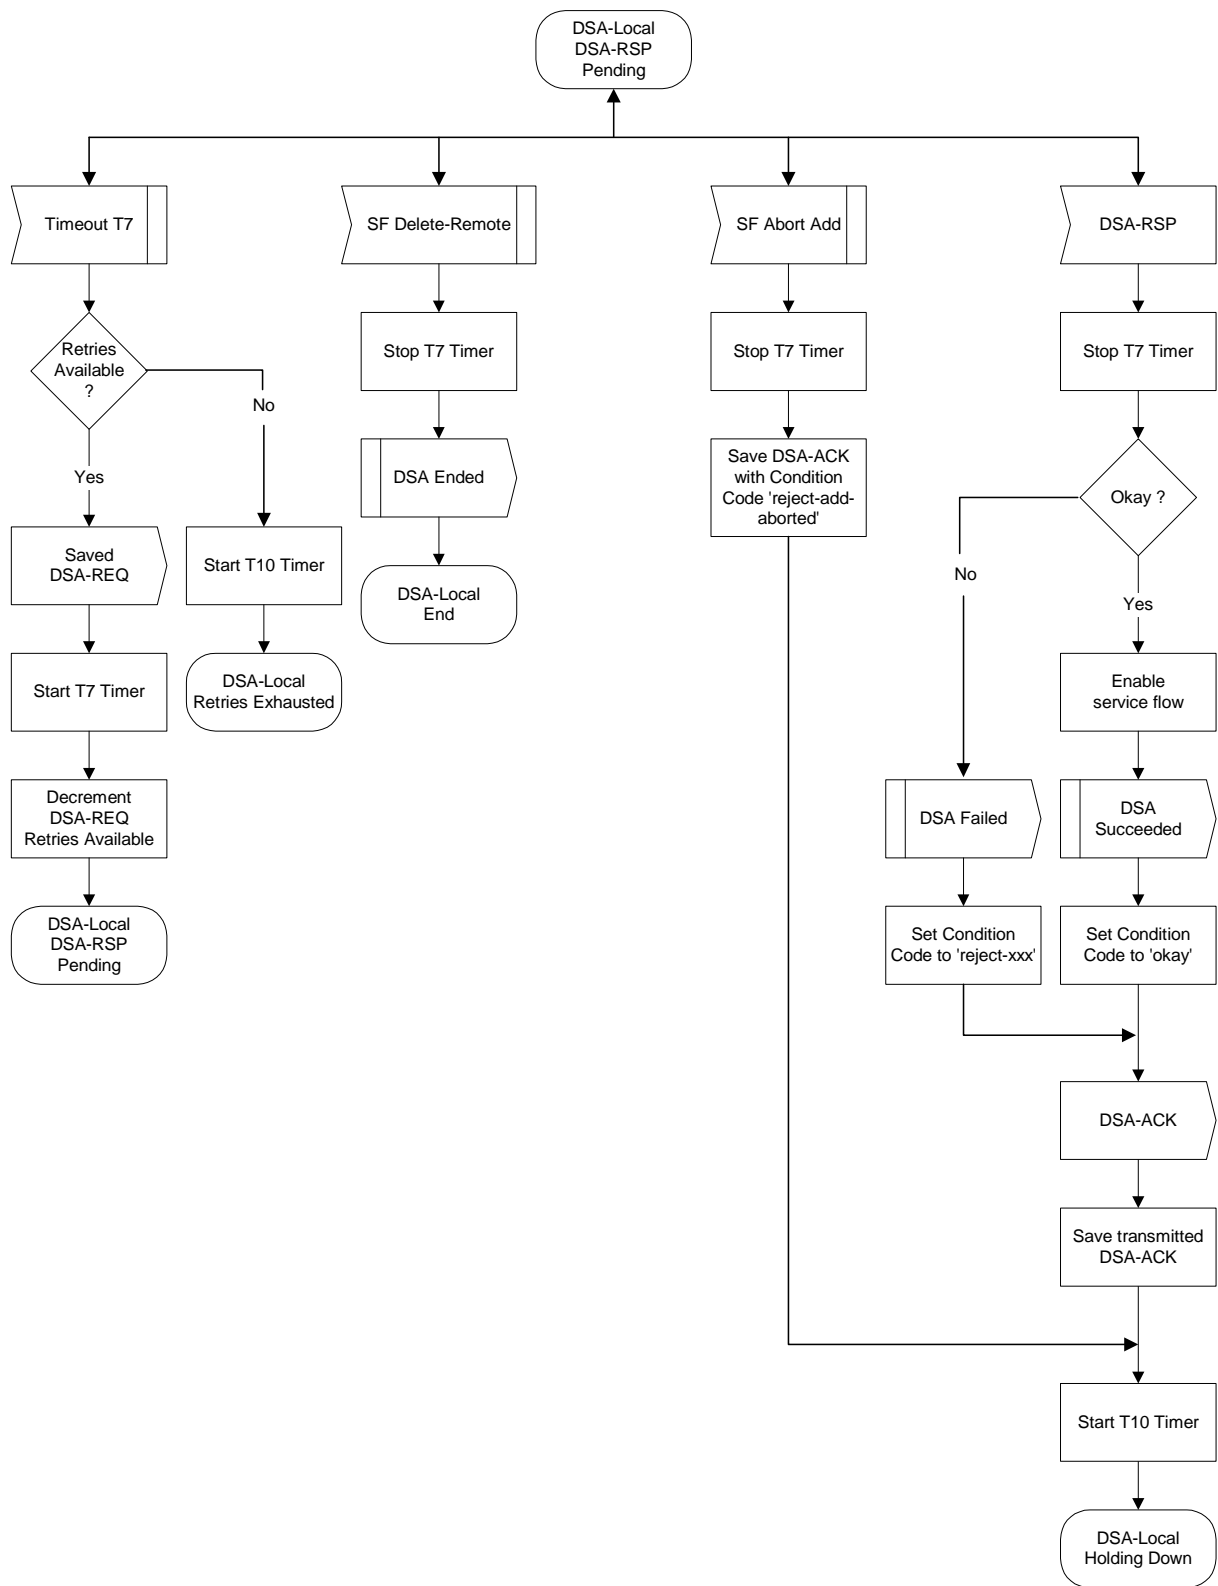 DSA-Local
DSA-RSP
Pending
Timeout T7
SF Delete-Remote
SF Abort Add
DSA-RSP
Retries
Available
?
No
Yes
Saved
DSA-REQ
Start T10 Timer
Start T7 Timer
DSA-Local
Retries Exhausted
Decrement
DSA-REQ
Retries Available
DSA-Local
DSA-RSP
Pending
Stop T7 Timer
DSA Ended
DSA-Local
End
Stop T7 Timer
Save DSA-ACK
with Condition
Code 'reject-add-
aborted'
Stop T7 Timer
Okay ?
No
Yes
Enable
service flow
DSA Failed
DSA
Succeeded
Set Condition
Code to 'reject-xxx'
Set Condition
Code to 'okay'
DSA-ACK
Save transmitted
DSA-ACK
Start T10 Timer
DSA-Local
Holding Down